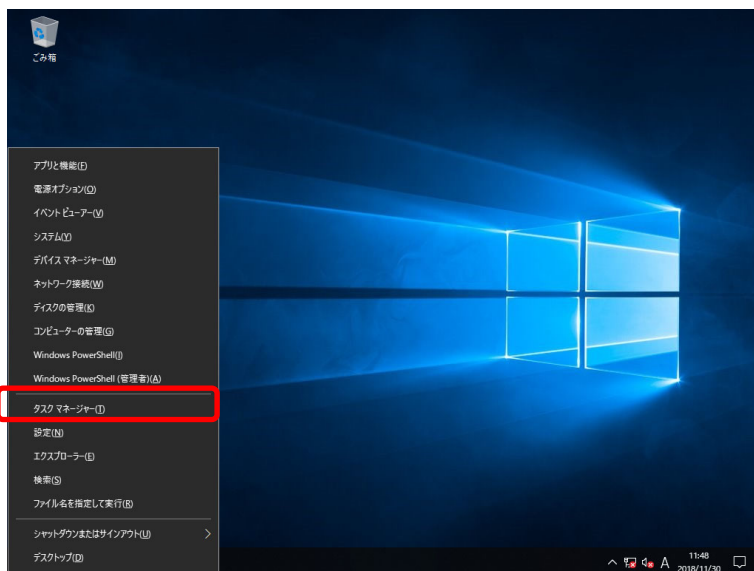 ごみ箱
アプリと機能(F)
電源オプション(O)
イベント ビューアー(V)
システム(Y)
デバイス マネージャー(M)
ネットワーク接続(W)
ディスクの管理(K)
コンピューターの管理(G)
Windows PowerShell(I)
Windows PowerShell (管理者)(A)
タスク マネージャー(T)
設定(N)
エクスプローラー(E)
検索(S)
ファイル名を指定して実行(R)
シャットダウンまたはサインアウト(U)
デスクトップ(D)
A
11:48
2018/11/30